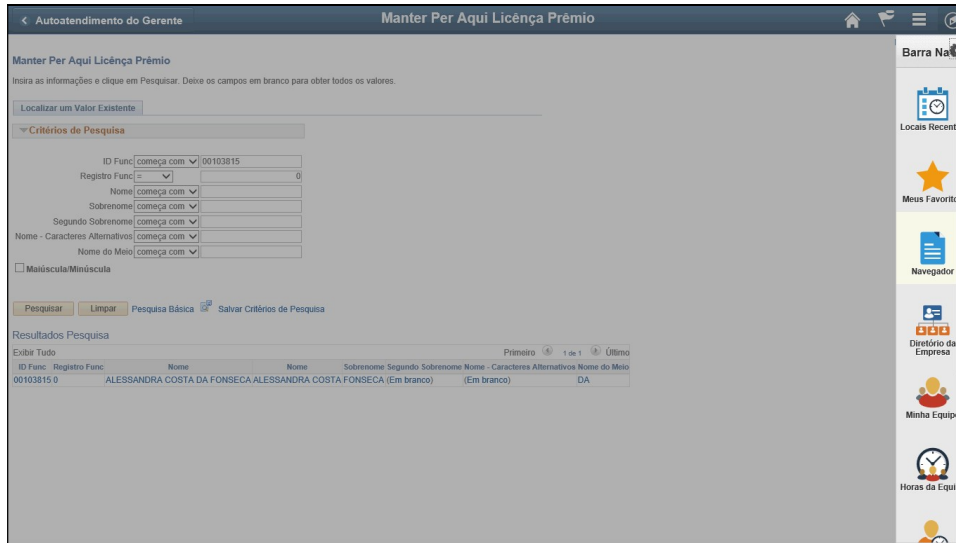 Autoatendimento do Gerente
Manter Per Aqui Licênça Prêmio
Manter Per Aqui Licênça Prêmio
Insira as informações e clique em Pesquisar. Deixe os campos em branco para obter todos os valores.
Localizar um Valor Existente
Critérios de Pesquisa
ID Func começa com 00103815
Registro Func = 0
Nome começa com
Sobrenome começa com
Segundo Sobrenome começa com
Nome - Caracteres Alternativos começa com
Nome do Meio começa com
Maiúscula/Minúscula
Pesquisar Limpar Pesquisa Básica Salvar Critérios de Pesquisa
Resultados Pesquisa
Exibir Tudo Primeiro 1 de 1 Último
ID Func Registro Func Nome Nome Sobrenome Segundo Sobrenome Nome - Caracteres Alternativos Nome do Meio
00103815 0 ALESSANDRA COSTA DA FONSECA ALESSANDRA COSTA FONSECA (Em branco) (Em branco) DA
Barra Na
Locais Recent
Meus Favorito
Navegador
Diretório da
Empresa
Minha Equip
Horas da Equi